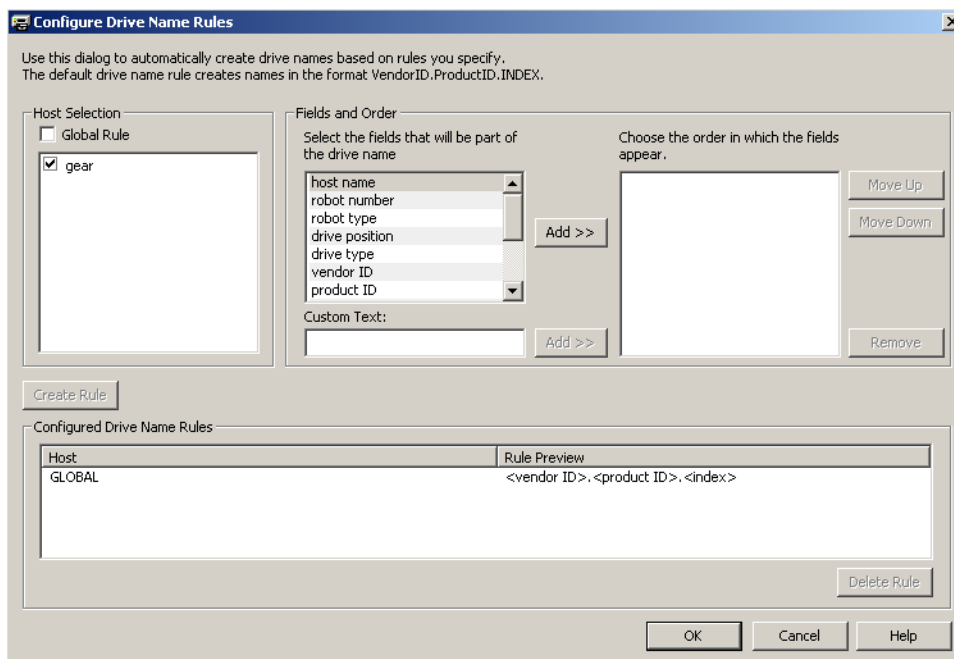 Configure Drive Name Rules
Use this dialog to automatically create drive names based on rules you specify.
The default drive name rule creates names in the format VendorID.ProductID.INDEX.
Host Selection
Global Rule
gear
Fields and Order
Select the fields that will be part of
the drive name
host name
robot number
robot type
drive position
drive type
vendor ID
product ID
Custom Text:
Add >>
Add >>
Choose the order in which the fields
appear.
Move Up
Move Down
Remove
Create Rule
Configured Drive Name Rules
Host Rule Preview
GLOBAL <vendor ID>.<product ID>.<index>
Delete Rule
OK Cancel Help